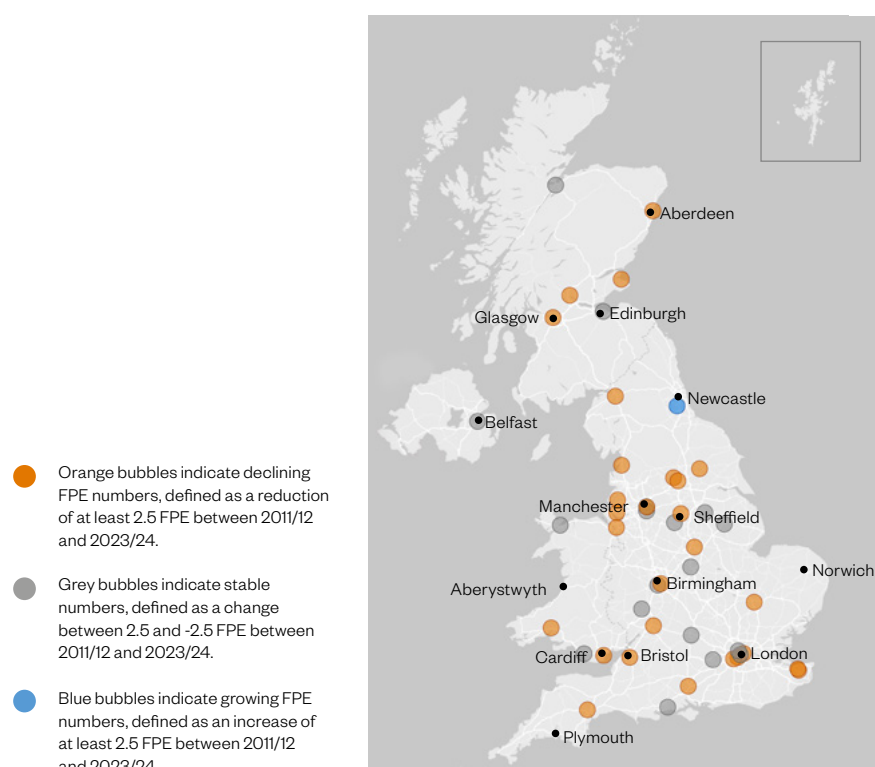 Aberdeen
Glasgow
Edinburgh
Newcastle
Belfast
Orange bubbles indicate declining
FPE numbers, defined as a reduction
of at least 2.5 FPE between 2011/12
and 2023/24.
Manchester
Sheffield
Grey bubbles indicate stable
numbers, defined as a change
between 2.5 and -2.5 FPE between
2011/12 and 2023/24.
Norwich
Birmingham
Aberystwyth
Cardiff
Bristol
London
Blue bubbles indicate growing FPE
numbers, defined as an increase of
at least 2.5 FPE between 2011/12
and 2023/24
Plymouth